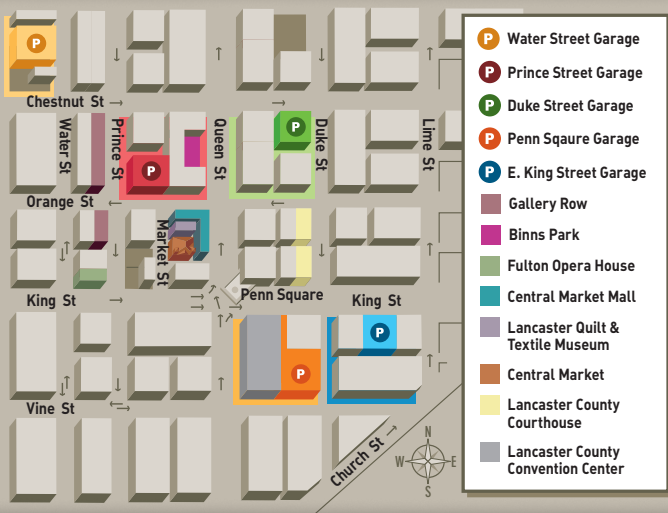 P
Chestnut St
Water St
Prince St
Queen St
Duke St
Lime St
P
P
Orange St
Market St
King St
Penn Square
King St
P
P
Vine St
Church St
N
W
E
S
P Water Street Garage
P Prince Street Garage
P Duke Street Garage
P Penn Sqaure Garage
P E. King Street Garage
Gallery Row
Binns Park
Fulton Opera House
Central Market Mall
Lancaster Quilt &
Textile Museum
Central Market
Lancaster County
Courthouse
Lancaster County
Convention Center